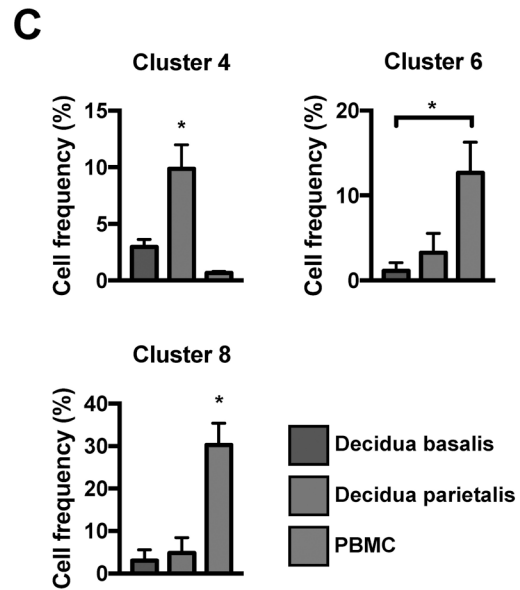 C
Cluster 4
Cell frequency (%)
15
10
5
0
*
Cluster 6
Cell frequency (%)
20
10
0
*
Cluster 8
Cell frequency (%)
40
30
20
10
0
*
Decidua basalis
Decidua parietalis
PBMC